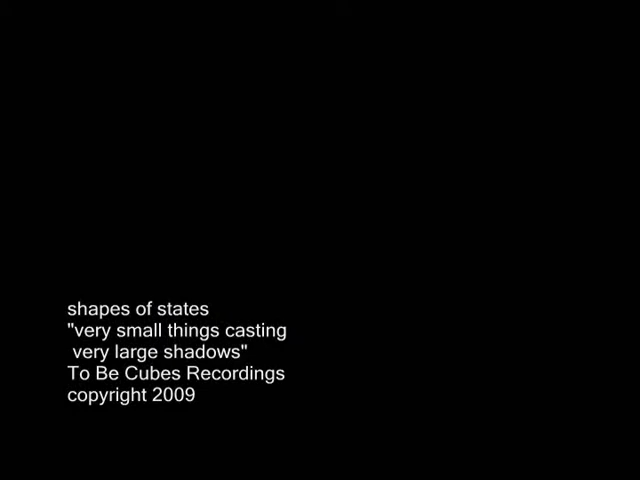 shapes of states
"very small things casting
very large shadows"
To Be Cubes Recordings
copyright 2009